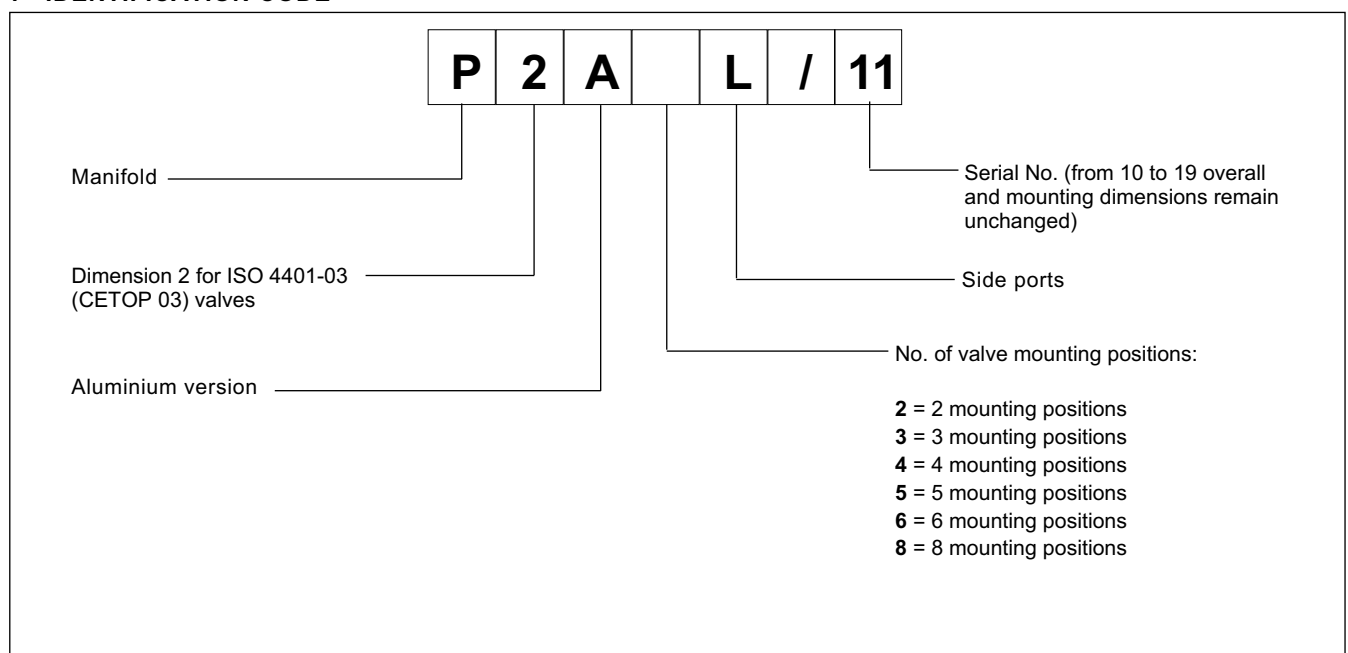 P 2 A L / 11
Manifold
Serial No. (from 10 to 19 overall
and mounting dimensions remain
unchanged)
Dimension 2 for ISO 4401-03
(CETOP 03) valves
Side ports
No. of valve mounting positions:
Aluminium version
2 = 2 mounting positions
3 = 3 mounting positions
4 = 4 mounting positions
5 = 5 mounting positions
6 = 6 mounting positions
8 = 8 mounting positions